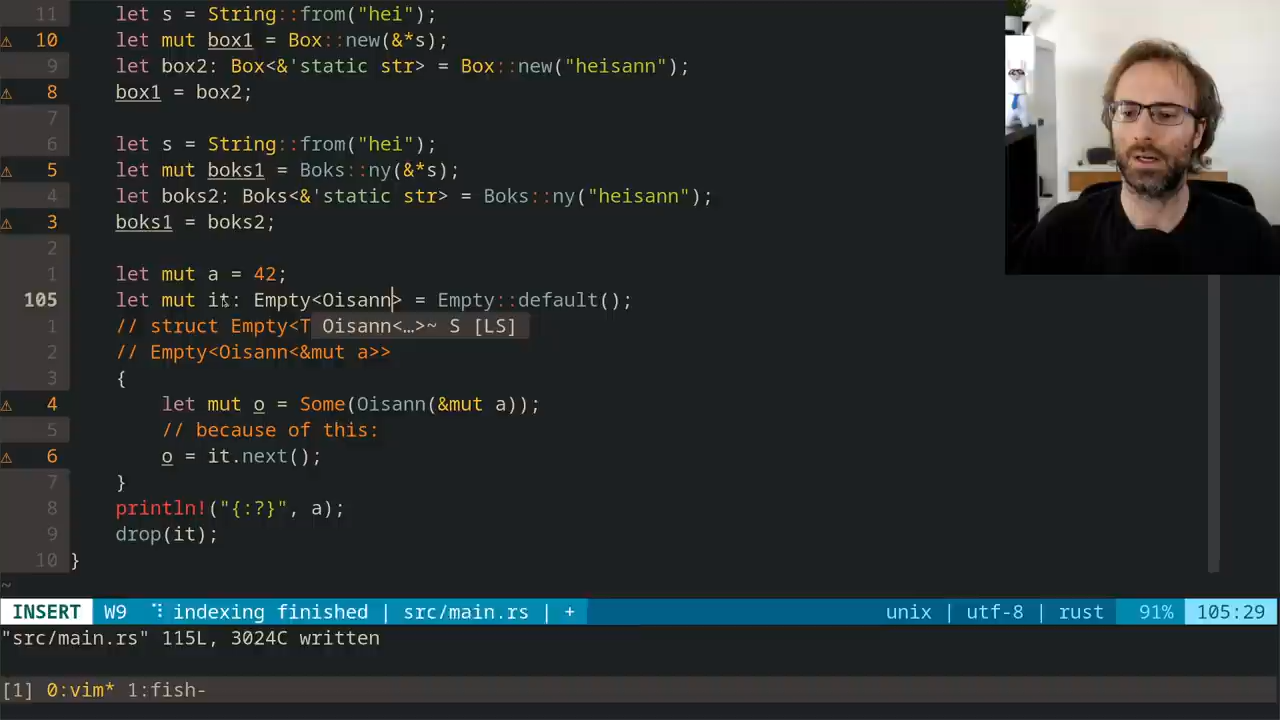 11 let s = String::from("hei");
⚠ 10 let mut box1 = Box::new(&*s);
9 let box2: Box<&'static str> = Box::new("heisann");
⚠ 8 box1 = box2;
7
6 let s = String::from("hei");
⚠ 5 let mut boks1 = Boks::ny(&*s);
4 let boks2: Boks<&'static str> = Boks::ny("heisann");
⚠ 3 boks1 = boks2;
2
1 let mut a = 42;
105 let mut it: Empty<Oisann> = Empty::default();
1 // struct Empty<T Oisann<…>~ S [LS]
2 // Empty<Oisann<&mut a>>
3 {
⚠ 4 let mut o = Some(Oisann(&mut a));
5 // because of this:
⚠ 6 o = it.next();
7 }
8 println!("{:?}", a);
9 drop(it);
10 }
~
INSERT W9 ⠹ indexing finished | src/main.rs | + unix | utf-8 | rust 91% 105:29
"src/main.rs" 115L, 3024C written
[1] 0:vim* 1:fish-